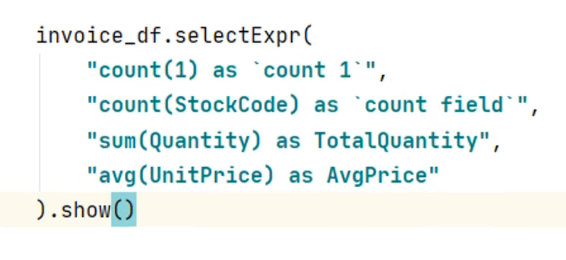 invoice_df.selectExpr(
    "count(1) as `count 1`",
    "count(StockCode) as `count field`",
    "sum(Quantity) as TotalQuantity",
    "avg(UnitPrice) as AvgPrice"
).show()